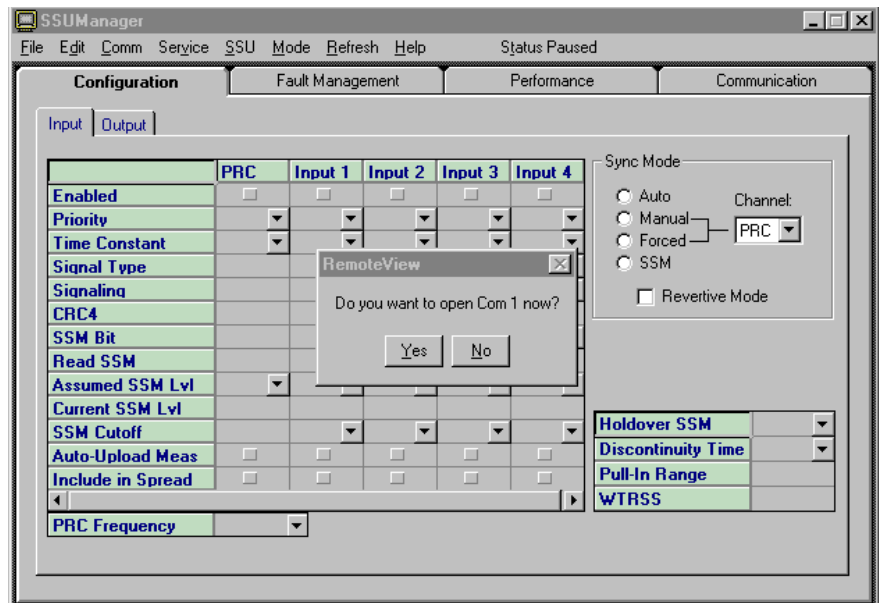 SSUManager
File Edit Comm Service SSU Mode Refresh Help Status Paused
Configuration Fault Management Performance Communication
Input Output
PRC Input 1 Input 2 Input 3 Input 4
Enabled
Priority
Time Constant
Signal Type
Signaling
CRC4
SSM Bit
Read SSM
Assumed SSM Lvl
Current SSM Lvl
SSM Cutoff
Auto-Upload Meas
Include in Spread
PRC Frequency
RemoteView
Do you want to open Com 1 now?
Yes No
Sync Mode
Auto
Manual
Forced
SSM
Channel:
PRC
Revertive Mode
Holdover SSM
Discontinuity Time
Pull-In Range
WTRSS